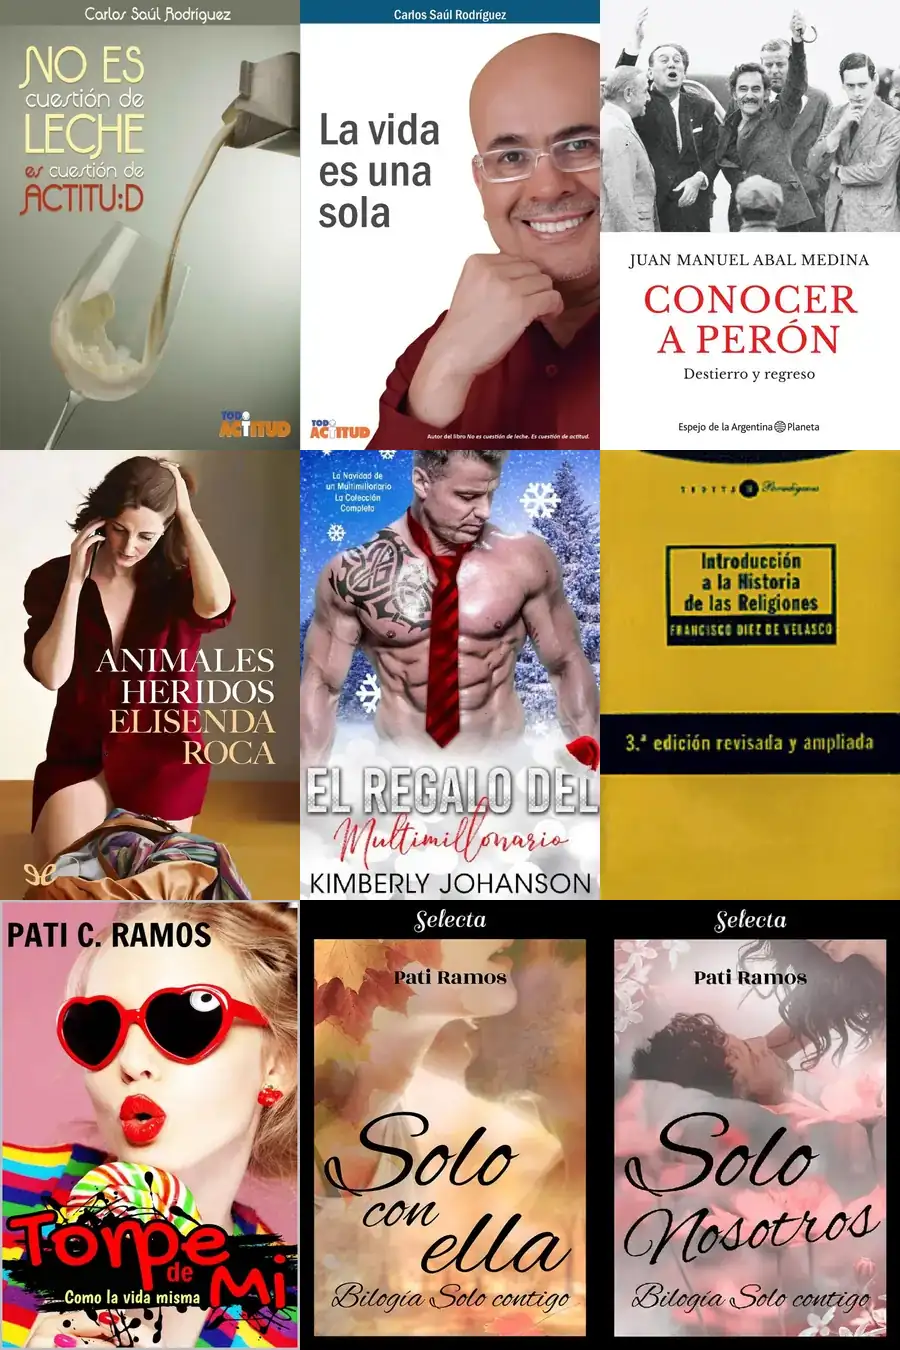 Carlos Saúl Rodríguez
NO ES
cuestión de
LECHE
es cuestión de
ACTITU:D
TODO
ACTITUD
Carlos Saúl Rodríguez
La vida
es una
sola
TODO
ACTITUD
Autor del libro No es cuestión de leche. Es cuestión de actitud.
JUAN MANUEL ABAL MEDINA
CONOCER
A PERÓN
Destierro y regreso
Espejo de la Argentina Planeta
ANIMALES
HERIDOS
ELISENDA
ROCA
La Navidad de
un Multimillonario
La Colección
Completa
EL REGALO DEL
Multimillonario
KIMBERLY JOHANSON
Paradigmas
Introducción
a la Historia
de las Religiones
FRANCISCO DIEZ DE VELASCO
3.ª edición revisada y ampliada
PATI C. RAMOS
Torpe
de
Mi
Como la vida misma
Selecta
Pati Ramos
Solo
con
ella
Bilogía Solo contigo
Selecta
Pati Ramos
Solo
Nosotros
Bilogía Solo contigo